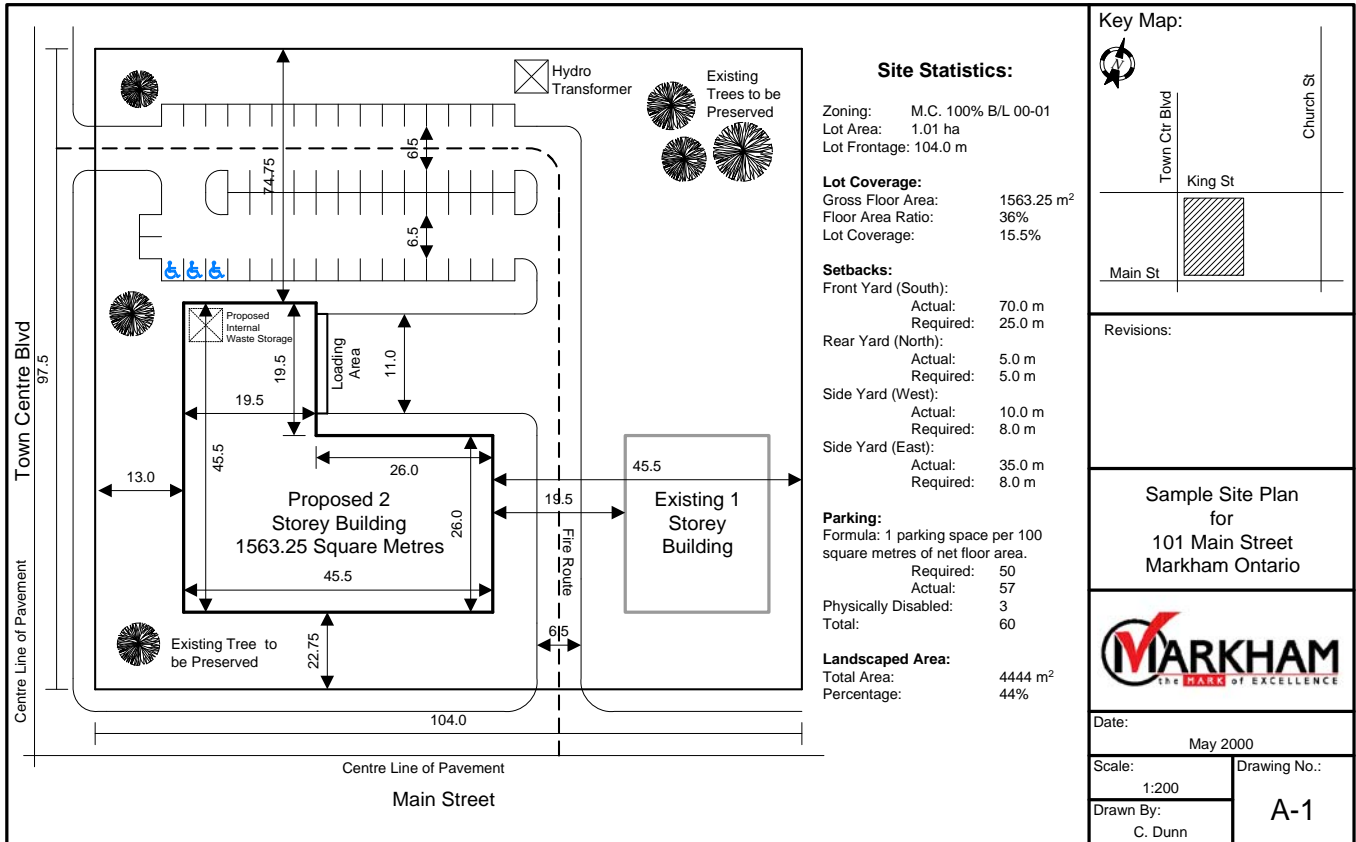 Hydro
Transformer
Existing
Trees to be
Preserved
74.75
6.5
6.5
Proposed
Internal
Waste Storage
Loading
Area
19.5
11.0
19.5
45.5
26.0
13.0
45.5
19.5
Proposed 2
Storey Building
1563.25 Square Metres
26.0
Existing 1
Storey
Building
45.5
Fire Route
22.75
6.5
Existing Tree to
be Preserved
Town Centre Blvd
97.5
Centre Line of Pavement
104.0
Centre Line of Pavement
Main Street
Site Statistics:
Zoning: M.C. 100% B/L 00-01
Lot Area: 1.01 ha
Lot Frontage: 104.0 m
Lot Coverage:
Gross Floor Area: 1563.25 m²
Floor Area Ratio: 36%
Lot Coverage: 15.5%
Setbacks:
Front Yard (South):
Actual: 70.0 m
Required: 25.0 m
Rear Yard (North):
Actual: 5.0 m
Required: 5.0 m
Side Yard (West):
Actual: 10.0 m
Required: 8.0 m
Side Yard (East):
Actual: 35.0 m
Required: 8.0 m
Parking:
Formula: 1 parking space per 100
square metres of net floor area.
Required: 50
Actual: 57
Physically Disabled: 3
Total: 60
Landscaped Area:
Total Area: 4444 m²
Percentage: 44%
Key Map:
N
Town Ctr Blvd
Church St
King St
Main St
Revisions:
Sample Site Plan
for
101 Main Street
Markham Ontario
MARKHAM
the MARK of EXCELLENCE
Date:
May 2000
Scale:
1:200
Drawing No.:
A-1
Drawn By:
C. Dunn